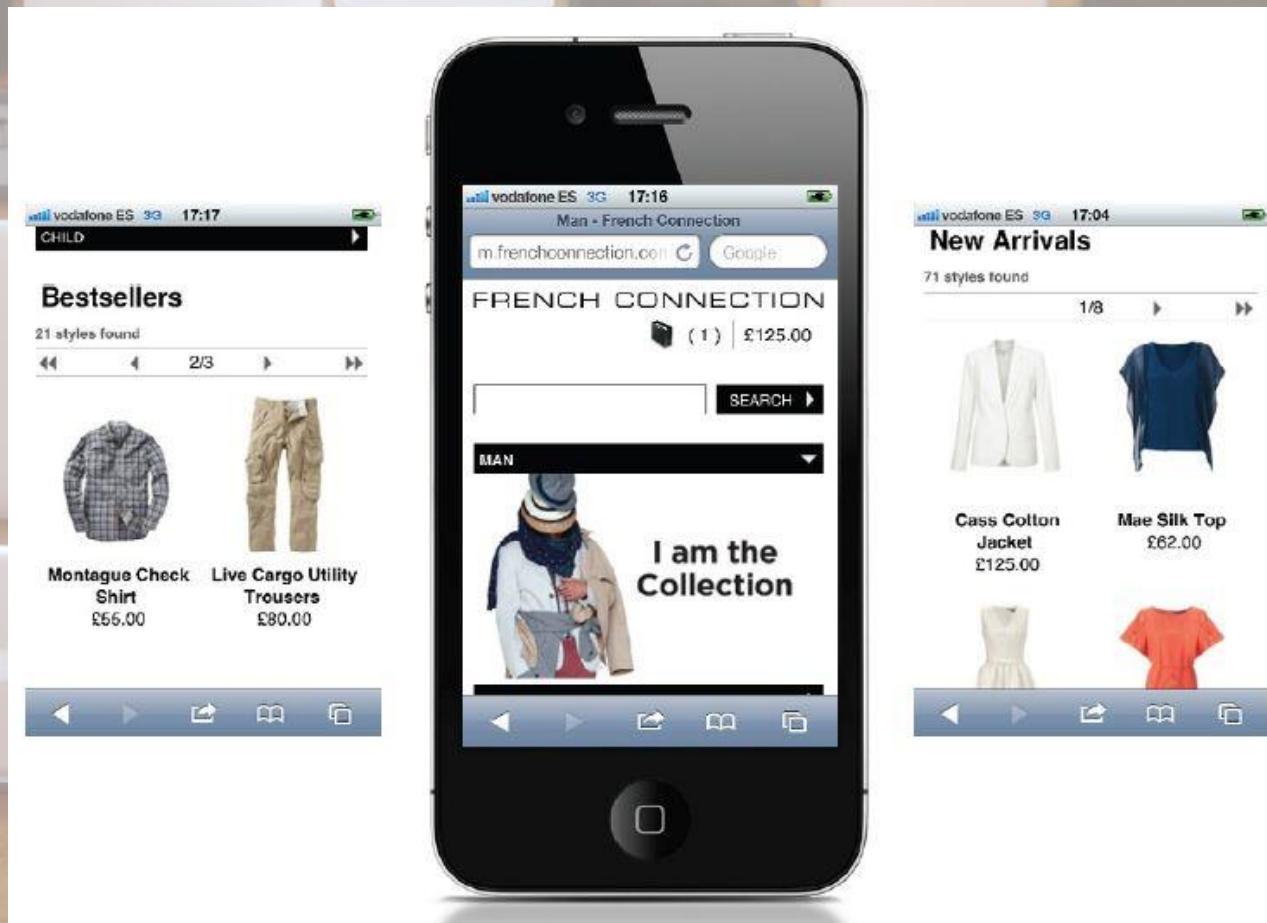 vodafone ES 3G 17:17
CHILD
Bestsellers
21 styles found
2/3
Montague Check
Shirt
Live Cargo Utility
Trousers
£80.00
vodafone ES 3G 17:16
Man - French Connection
m.frenchconnection.con
Google
FRENCH CONNECTION
(1) £125.00
SEARCH
MAN
I am the
Collection
vodafone ES 3G 17:04
New Arrivals
71 styles found
1/8
Cass Cotton
Jacket
£125.00
Mae Silk Top
£62.00